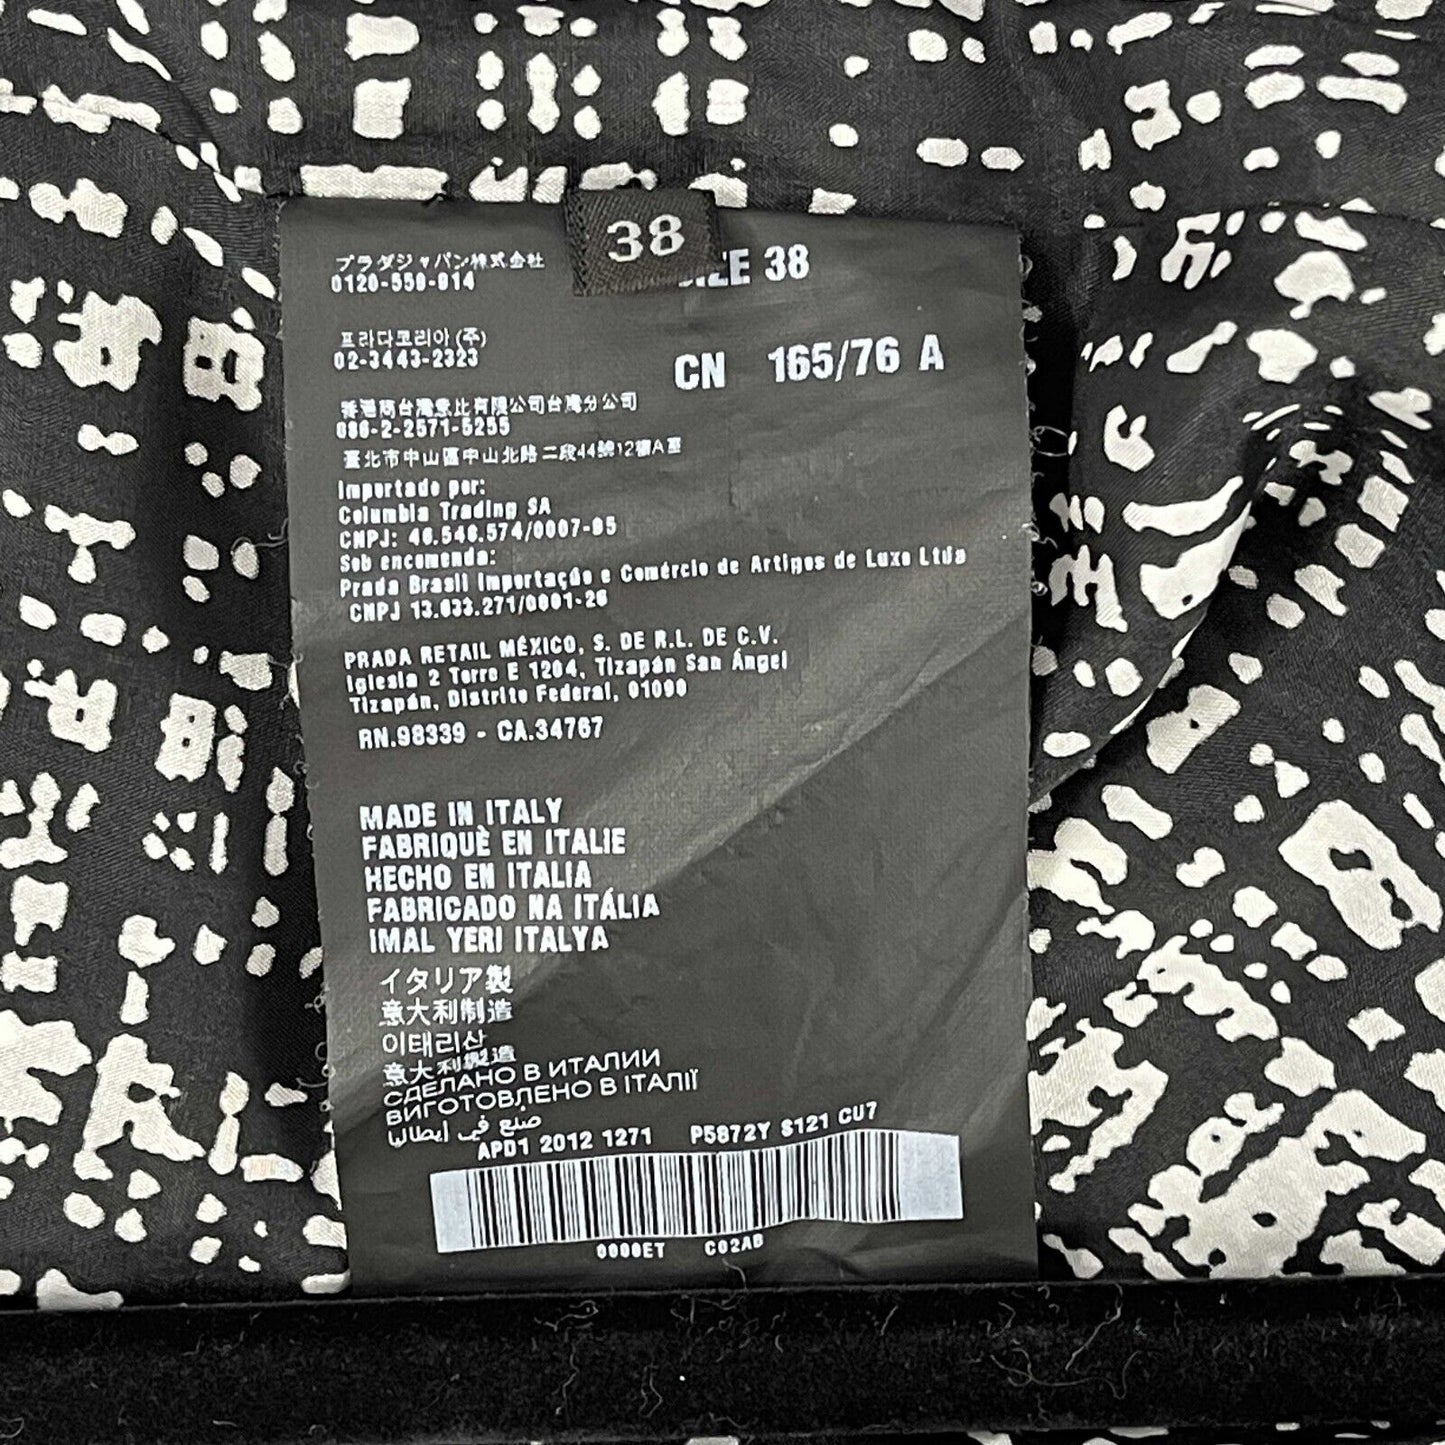 38
SIZE 38
CN 165/76 A
プラダジャパン株式会社
0120-559-914
프라다코리아(주)
02-3443-2323
香港商台灣意比有限公司台灣分公司
886-2-2571-5255
臺北市中山區中山北路二段44號12樓A室
Importado por:
Columbia Trading SA
CNPJ: 46.548.574/0007-05
Sob encomenda:
Prada Brasil Importação e Comércio de Artigos de Luxo Ltda
CNPJ 13.033.271/0001-26
PRADA RETAIL MÉXICO, S. DE R.L. DE C.V.
Iglesia 2 Torre E 1204, Tizapán San Ángel
Tizapán, Distrito Federal, 01090
RN.98339 - CA.34767
MADE IN ITALY
FABRIQUÈ EN ITALIE
HECHO EN ITALIA
FABRICADO NA ITÁLIA
IMAL YERI ITALYA
イタリア製
意大利制造
이태리산
意大利製造
СДЕЛАНО В ИТАЛИИ
ВИГОТОВЛЕНО В ІТАЛІЇ
صنع في ايطاليا
APD1 2012 1271 P5872Y S121 CU7
0000ET C02AB